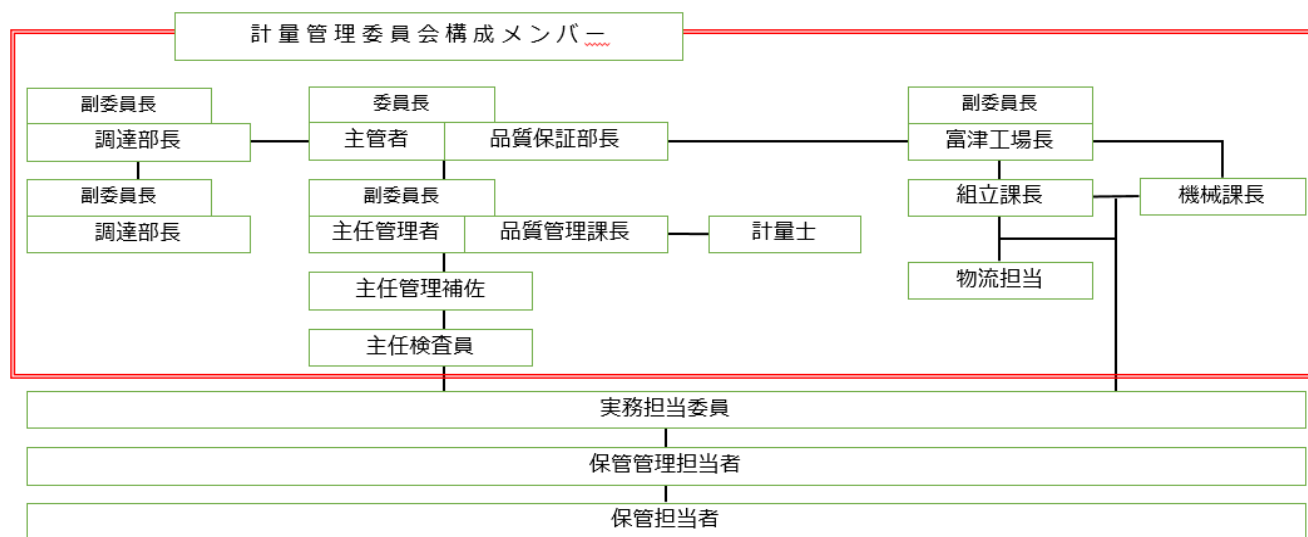 計量管理委員会構成メンバー
副委員長
委員長
副委員長
調達部長
主管者
品質保証部長
富津工場長
副委員長
副委員長
組立課長
機械課長
調達部長
主任管理者
品質管理課長
計量士
主任管理補佐
物流担当
主任検査員
実務担当委員
保管管理担当者
保管担当者